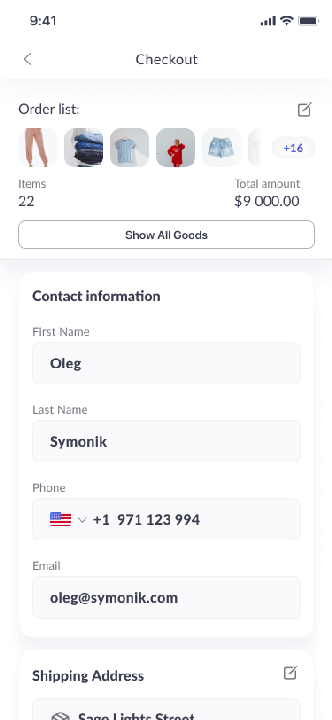 9:41
Checkout
Order list:
+16
Items
Total amount
22
$9 000.00
Show All Goods
Contact information
First Name
Oleg
Last Name
Symonik
Phone
+1 971 123 994
Email
oleg@symonik.com
Shipping Address
Sage Lights Street